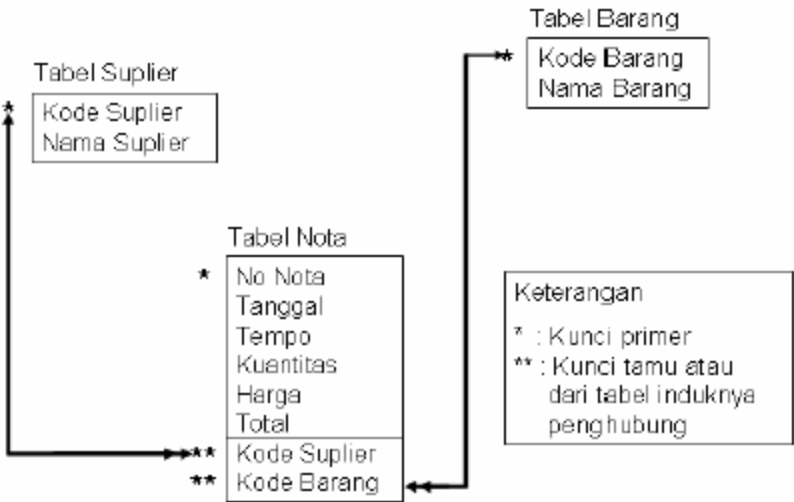 Tabel Barang
* Kode Barang
Nama Barang
Tabel Suplier
* Kode Suplier
Nama Suplier
Tabel Nota
* No Nota
Tanggal
Tempo
Kuantitas
Harga
Total
** Kode Suplier
** Kode Barang
Keterangan
* : Kunci primer
** : Kunci tamu atau
dari tabel induknya
penghubung